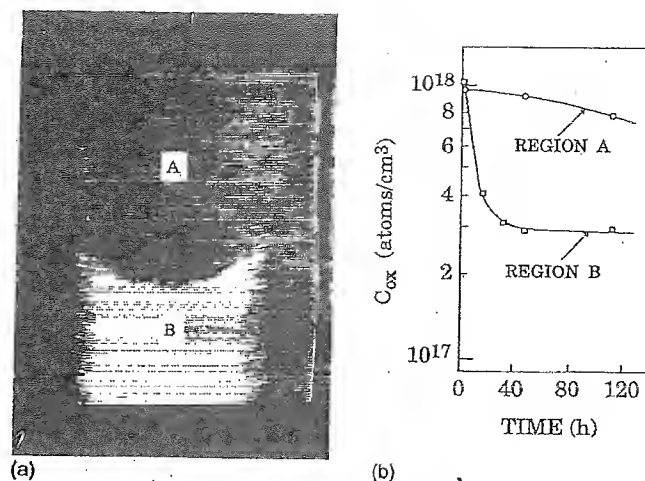 A
B
(a)
10¹⁸
8
6
4
2
10¹⁷
C_OX (atoms/cm³)
REGION A
REGION B
0
40
80
120
TIME (h)
(b)